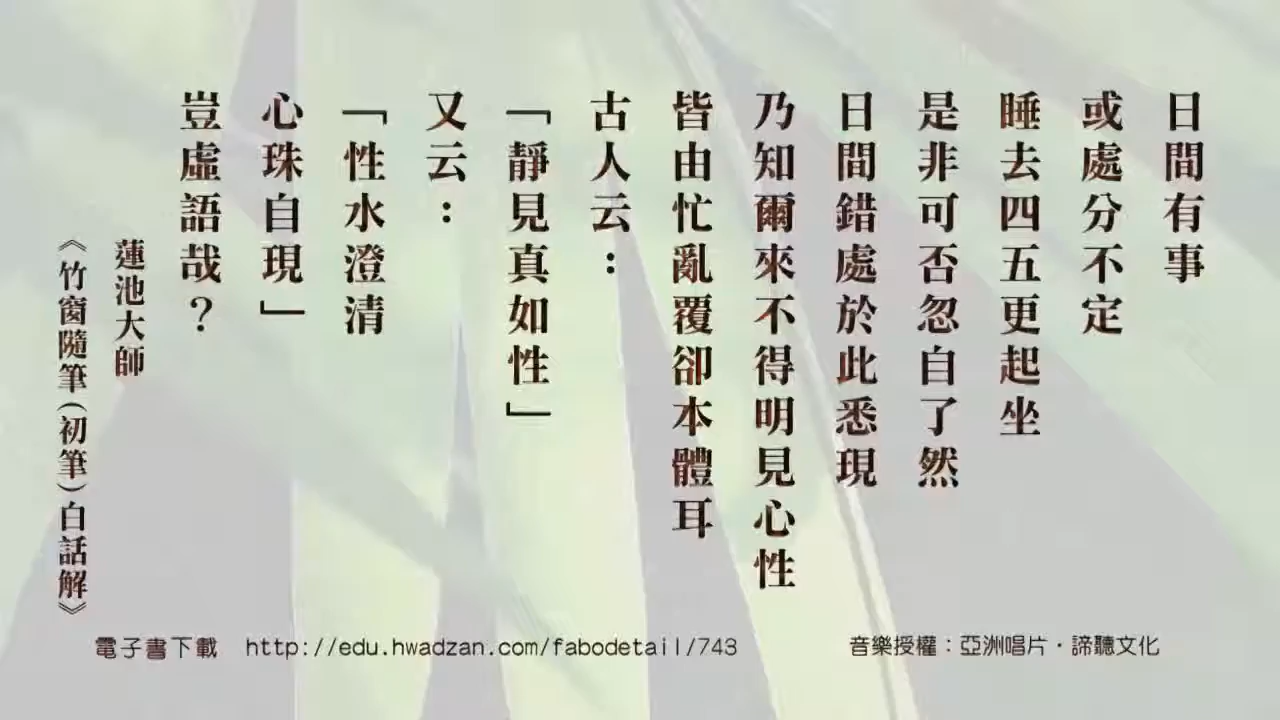 日間有事
或處分不定
睡去四五更起坐
是非可否忽自了然
日間錯處於此悉現
乃知爾來不得明見心性
皆由忙亂覆卻本體耳
古人云：
「靜見真如性」
又云：
「性水澄清
心珠自現」
豈虛語哉？
蓮池大師
《竹窗隨筆(初筆)白話解》
電子書下載 http://edu.hwadzan.com/fabodetail/743
音樂授權：亞洲唱片・諦聽文化